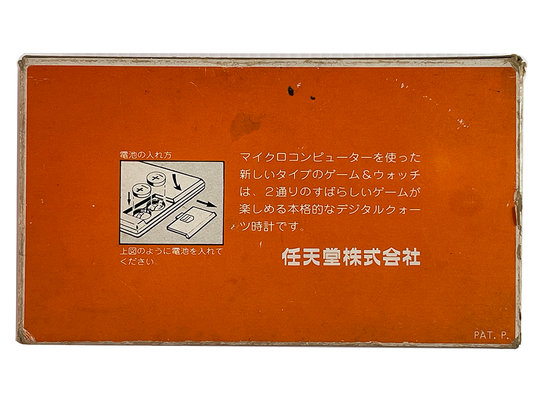 電池の入れ方
上図のように電池を入れて
ください.
マイクロコンピューターを使った
新しいタイプのゲーム&ウォッチ
は、2通りのすばらしいゲームが
楽しめる本格的なデジタルクォー
ツ時計です。
任天堂株式会社
PAT. P.